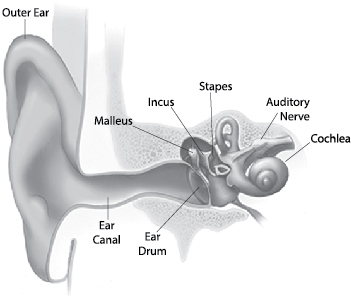 Outer Ear
Stapes
Incus
Auditory
Nerve
Malleus
Cochlea
Ear
Canal
Ear
Drum